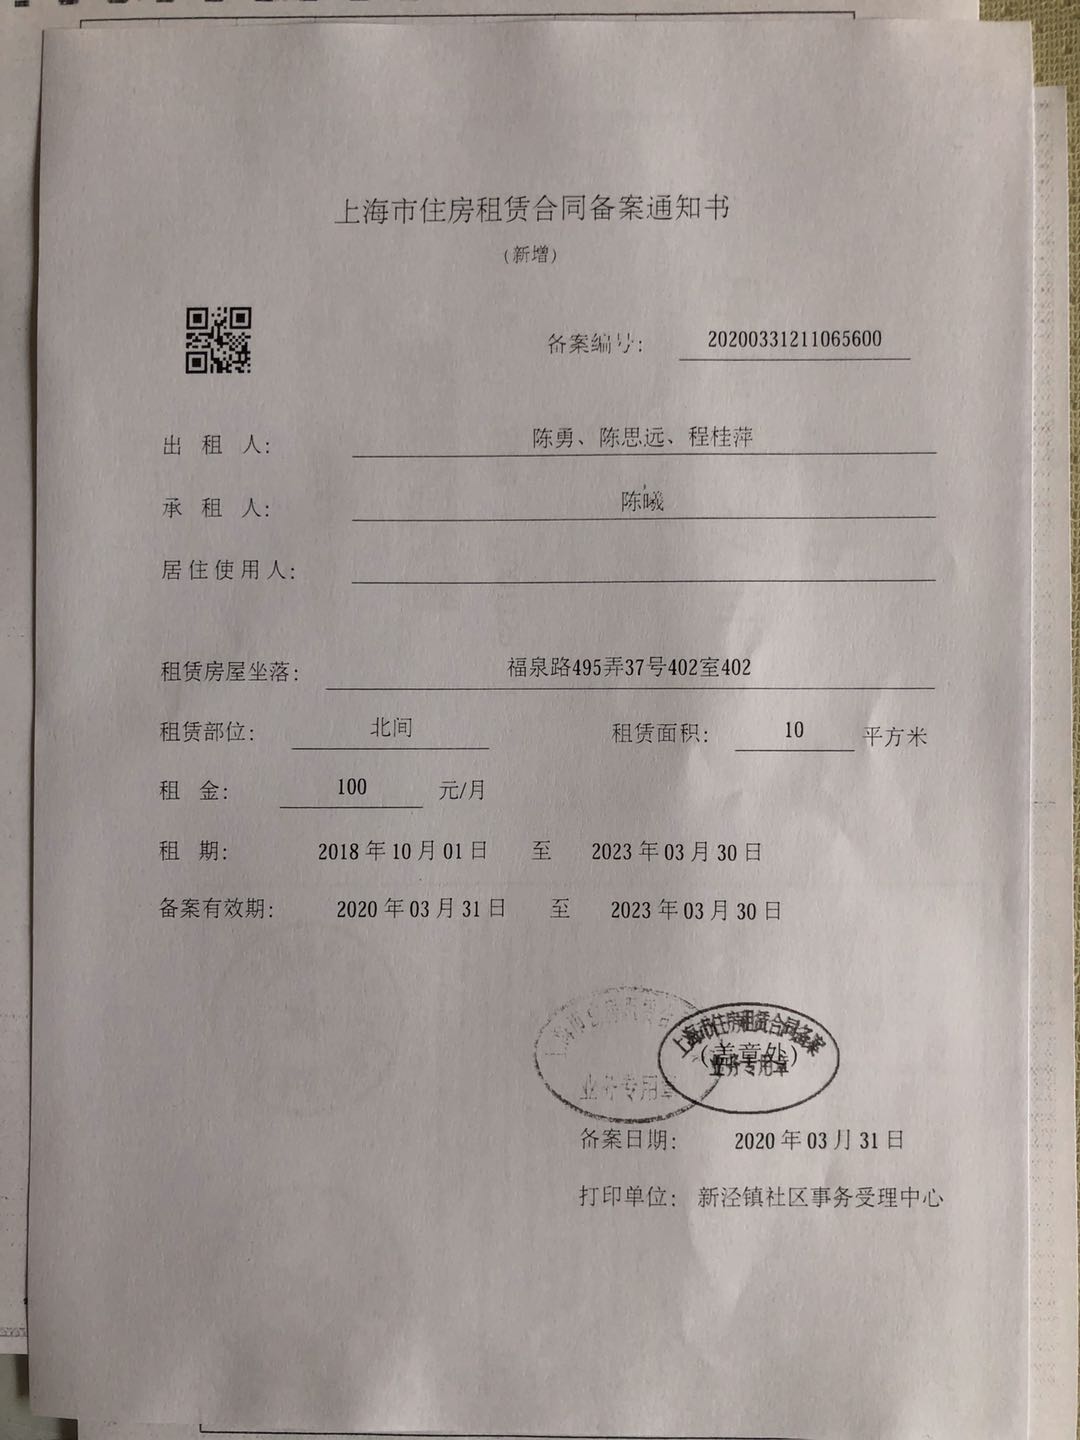 上海市住房租赁合同备案通知书
（新增）
备案编号： 20200331211065600
出 租 人： 陈勇、陈思远、程桂萍
承 租 人： 陈曦
居住使用人：
租赁房屋坐落： 福泉路495弄37号402室402
租赁部位： 北间 租赁面积： 10 平方米
租 金： 100 元/月
租 期： 2018 年 10 月 01 日 至 2023 年 03 月 30 日
备案有效期： 2020 年 03 月 31 日 至 2023 年 03 月 30 日
上海市住房租赁合同备案
（盖章处）
业务专用章
业务专用章
备案日期： 2020 年 03 月 31 日
打印单位： 新泾镇社区事务受理中心